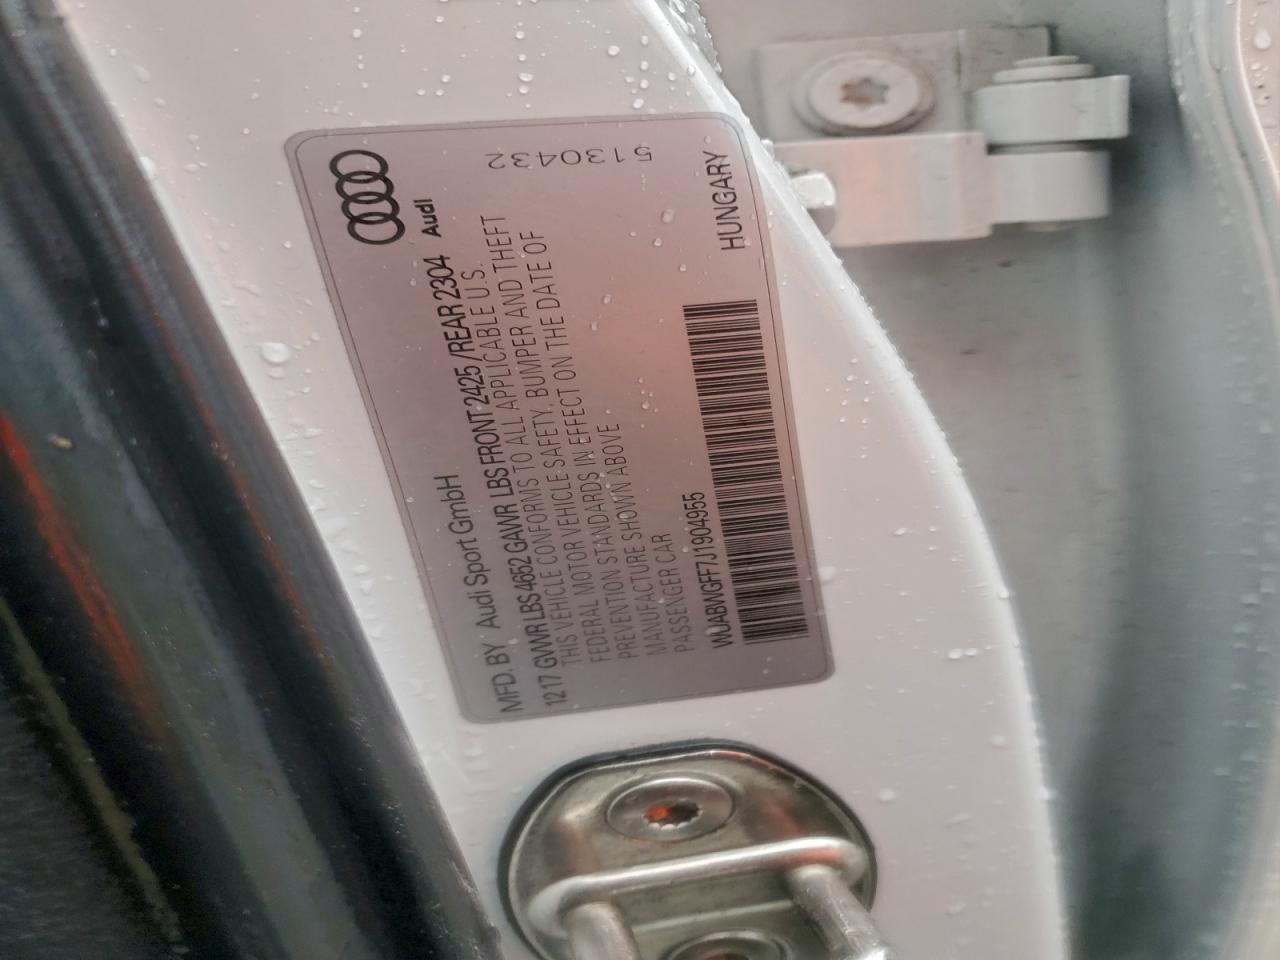 Audi
MFD. BY Audi Sport GmbH
5130432
12 17 GVWR LBS 4652 GAWR LBS FRONT 2425 /REAR 2304
THIS VEHICLE CONFORMS TO ALL APPLICABLE U.S.
FEDERAL MOTOR VEHICLE SAFETY, BUMPER AND THEFT
PREVENTION STANDARDS IN EFFECT ON THE DATE OF
MANUFACTURE SHOWN ABOVE
PASSENGER CAR
WUABWGFF7J1904955
HUNGARY